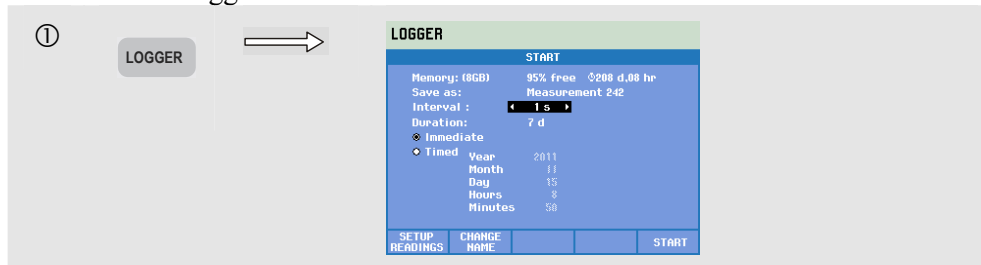 ①
LOGGER
LOGGER
START
Memory: (8GB) 95% free 208 d,08 hr
Save as: Measurement 242
Interval : 1 s
Duration: 7 d
Immediate
Timed
Year 2011
Month 11
Day 15
Hours 8
Minutes 50
SETUP READINGS CHANGE NAME START